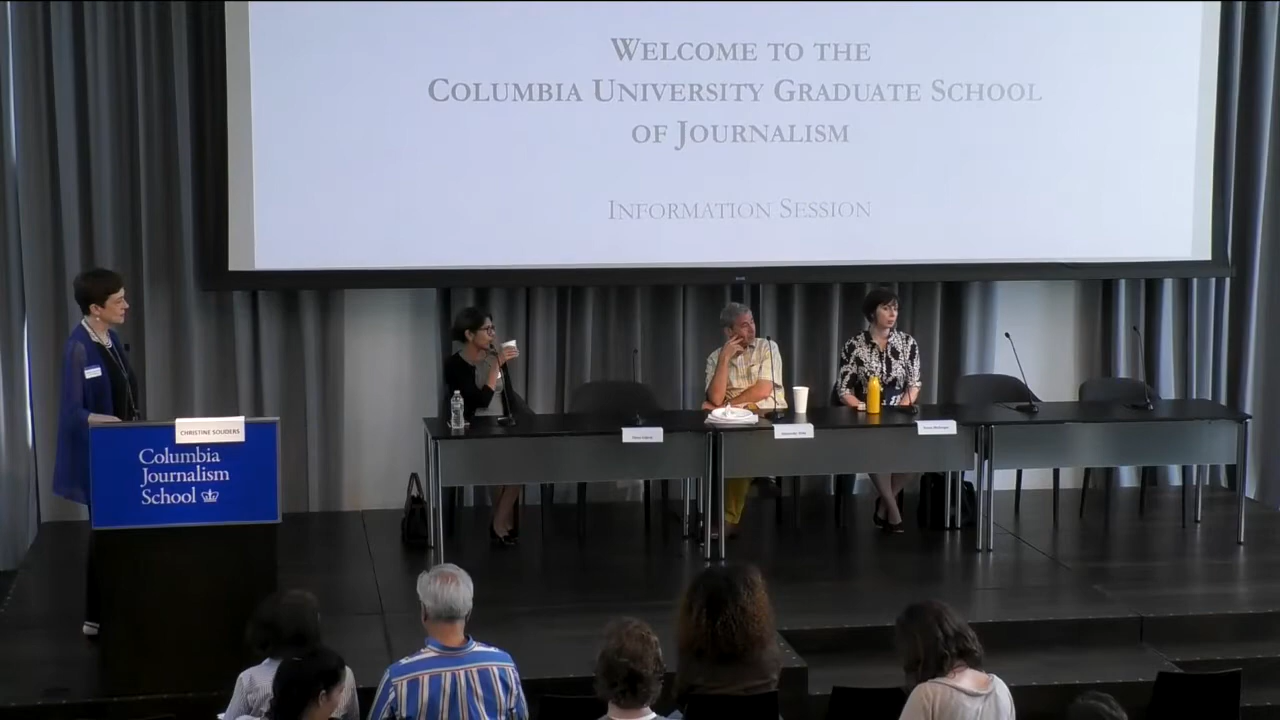 WELCOME TO THE
COLUMBIA UNIVERSITY GRADUATE SCHOOL
OF JOURNALISM
INFORMATION SESSION
CHRISTINE SOUDERS
Columbia
Journalism
School